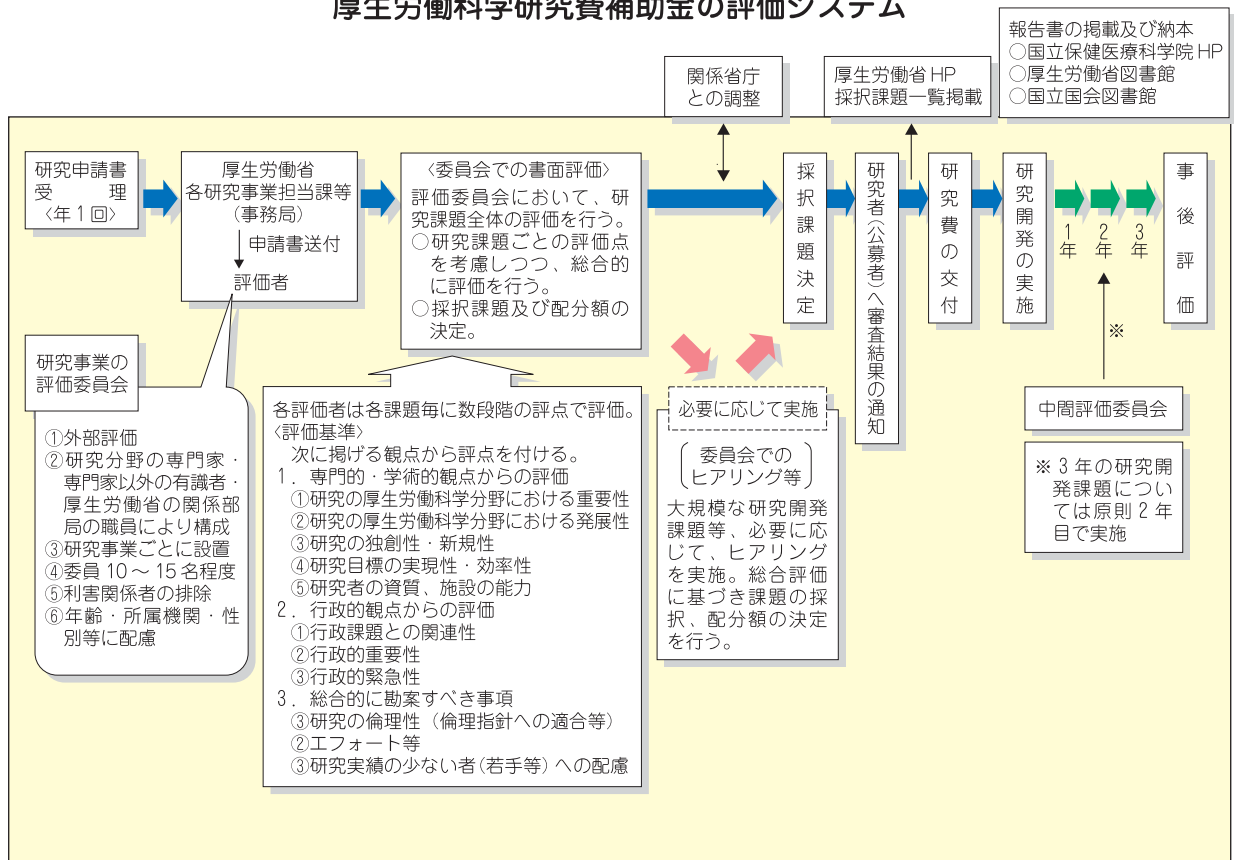 厚生労働科学研究費補助金の評価システム
関係省庁
との調整
厚生労働省 HP
採択課題一覧掲載
報告書の掲載及び納本
○国立保健医療科学院 HP
○厚生労働省図書館
○国立国会図書館
研究申請書
受　　　理
〈年１回〉
厚生労働省
各研究事業担当課等
（事務局）
申請書送付
評価者
〈委員会での書面評価〉
評価委員会において、研
究課題全体の評価を行う。
○研究課題ごとの評価点
を考慮しつつ、総合的
に評価を行う。
○採択課題及び配分額の
決定。
採択課題決定
研究者（公募者）へ審査結果の通知
研究費の交付
研究開発の実施
1年
2年
3年
事後評価
※
研究事業の
評価委員会
①外部評価
②研究分野の専門家・
専門家以外の有識者・
厚生労働省の関係部
局の職員により構成
③研究事業ごとに設置
④委員 10 〜 15 名程度
⑤利害関係者の排除
⑥年齢・所属機関・性
別等に配慮
各評価者は各課題毎に数段階の評点で評価。
〈評価基準〉
次に掲げる観点から評点を付ける。
1．専門的・学術的観点からの評価
①研究の厚生労働科学分野における重要性
②研究の厚生労働科学分野における発展性
③研究の独創性・新規性
④研究目標の実現性・効率性
⑤研究者の資質、施設の能力
2．行政的観点からの評価
①行政課題との関連性
②行政的重要性
③行政的緊急性
3．総合的に勘案すべき事項
③研究の倫理性（倫理指針への適合等）
②エフォート等
③研究実績の少ない者（若手等）への配慮
必要に応じて実施
（委員会での
ヒアリング等）
大規模な研究開発
課題等、必要に応
じて、ヒアリング
を実施。総合評価
に基づき課題の採
択、配分額の決定
を行う。
中間評価委員会
※ 3 年の研究開
発課題につい
ては原則 2 年
目で実施